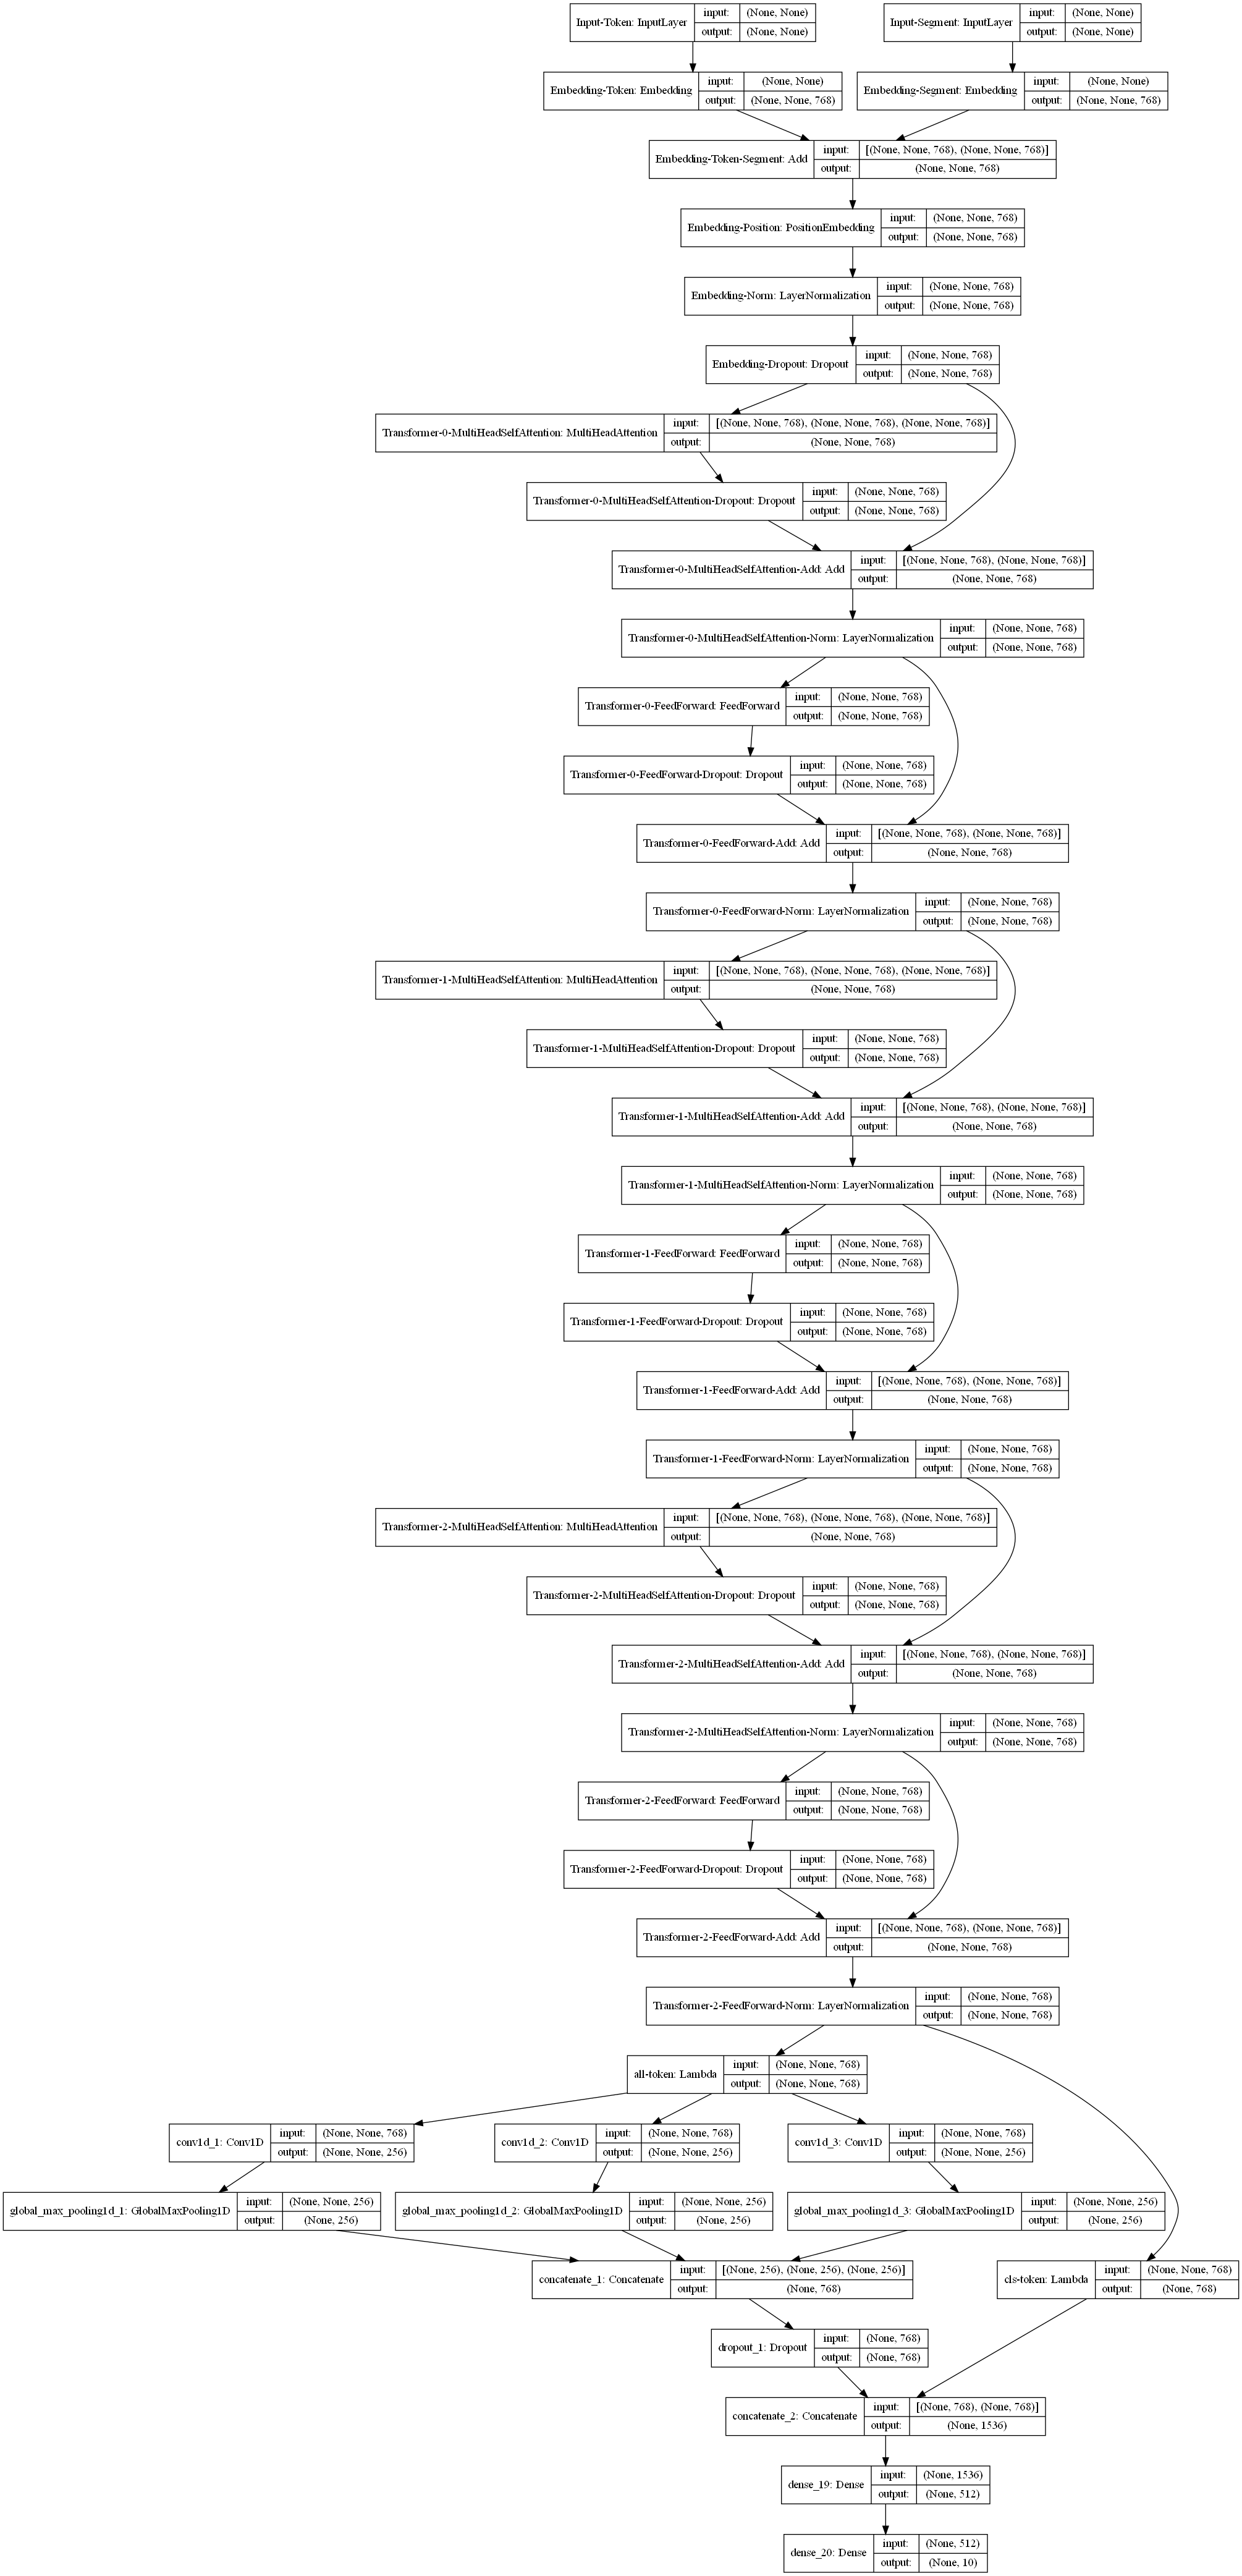 Input-Token: InputLayer input: (None, None) output: (None, None)
Input-Segment: InputLayer input: (None, None) output: (None, None)
Embedding-Token: Embedding input: (None, None) output: (None, None, 768)
Embedding-Segment: Embedding input: (None, None) output: (None, None, 768)
Embedding-Token-Segment: Add input: [(None, None, 768), (None, None, 768)] output: (None, None, 768)
Embedding-Position: PositionEmbedding input: (None, None, 768) output: (None, None, 768)
Embedding-Norm: LayerNormalization input: (None, None, 768) output: (None, None, 768)
Embedding-Dropout: Dropout input: (None, None, 768) output: (None, None, 768)
Transformer-0-MultiHeadSelfAttention: MultiHeadAttention input: [(None, None, 768), (None, None, 768), (None, None, 768)] output: (None, None, 768)
Transformer-0-MultiHeadSelfAttention-Dropout: Dropout input: (None, None, 768) output: (None, None, 768)
Transformer-0-MultiHeadSelfAttention-Add: Add input: [(None, None, 768), (None, None, 768)] output: (None, None, 768)
Transformer-0-MultiHeadSelfAttention-Norm: LayerNormalization input: (None, None, 768) output: (None, None, 768)
Transformer-0-FeedForward: FeedForward input: (None, None, 768) output: (None, None, 768)
Transformer-0-FeedForward-Dropout: Dropout input: (None, None, 768) output: (None, None, 768)
Transformer-0-FeedForward-Add: Add input: [(None, None, 768), (None, None, 768)] output: (None, None, 768)
Transformer-0-FeedForward-Norm: LayerNormalization input: (None, None, 768) output: (None, None, 768)
Transformer-1-MultiHeadSelfAttention: MultiHeadAttention input: [(None, None, 768), (None, None, 768), (None, None, 768)] output: (None, None, 768)
Transformer-1-MultiHeadSelfAttention-Dropout: Dropout input: (None, None, 768) output: (None, None, 768)
Transformer-1-MultiHeadSelfAttention-Add: Add input: [(None, None, 768), (None, None, 768)] output: (None, None, 768)
Transformer-1-MultiHeadSelfAttention-Norm: LayerNormalization input: (None, None, 768) output: (None, None, 768)
Transformer-1-FeedForward: FeedForward input: (None, None, 768) output: (None, None, 768)
Transformer-1-FeedForward-Dropout: Dropout input: (None, None, 768) output: (None, None, 768)
Transformer-1-FeedForward-Add: Add input: [(None, None, 768), (None, None, 768)] output: (None, None, 768)
Transformer-1-FeedForward-Norm: LayerNormalization input: (None, None, 768) output: (None, None, 768)
Transformer-2-MultiHeadSelfAttention: MultiHeadAttention input: [(None, None, 768), (None, None, 768), (None, None, 768)] output: (None, None, 768)
Transformer-2-MultiHeadSelfAttention-Dropout: Dropout input: (None, None, 768) output: (None, None, 768)
Transformer-2-MultiHeadSelfAttention-Add: Add input: [(None, None, 768), (None, None, 768)] output: (None, None, 768)
Transformer-2-MultiHeadSelfAttention-Norm: LayerNormalization input: (None, None, 768) output: (None, None, 768)
Transformer-2-FeedForward: FeedForward input: (None, None, 768) output: (None, None, 768)
Transformer-2-FeedForward-Dropout: Dropout input: (None, None, 768) output: (None, None, 768)
Transformer-2-FeedForward-Add: Add input: [(None, None, 768), (None, None, 768)] output: (None, None, 768)
Transformer-2-FeedForward-Norm: LayerNormalization input: (None, None, 768) output: (None, None, 768)
all-token: Lambda input: (None, None, 768) output: (None, None, 768)
conv1d_1: Conv1D input: (None, None, 768) output: (None, None, 256)
conv1d_2: Conv1D input: (None, None, 768) output: (None, None, 256)
conv1d_3: Conv1D input: (None, None, 768) output: (None, None, 256)
global_max_pooling1d_1: GlobalMaxPooling1D input: (None, None, 256) output: (None, 256)
global_max_pooling1d_2: GlobalMaxPooling1D input: (None, None, 256) output: (None, 256)
global_max_pooling1d_3: GlobalMaxPooling1D input: (None, None, 256) output: (None, 256)
concatenate_1: Concatenate input: [(None, 256), (None, 256), (None, 256)] output: (None, 768)
cls-token: Lambda input: (None, None, 768) output: (None, 768)
dropout_1: Dropout input: (None, 768) output: (None, 768)
concatenate_2: Concatenate input: [(None, 768), (None, 768)] output: (None, 1536)
dense_19: Dense input: (None, 1536) output: (None, 512)
dense_20: Dense input: (None, 512) output: (None, 10)